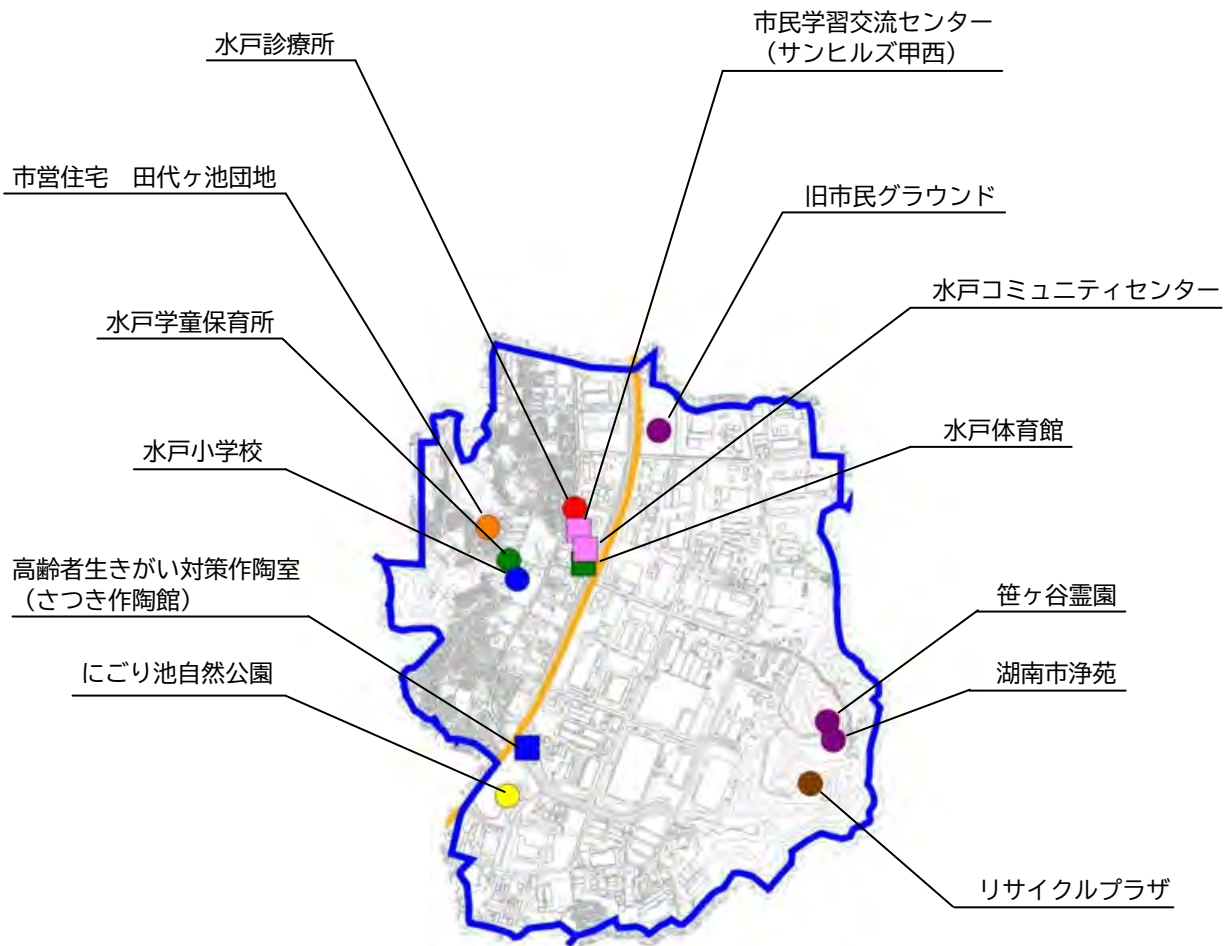 市民学習交流センター
（サンヒルズ甲西）
水戸診療所
市営住宅　田代ヶ池団地
旧市民グラウンド
水戸コミュニティセンター
水戸学童保育所
水戸体育館
水戸小学校
高齢者生きがい対策作陶室
（さつき作陶館）
笹ヶ谷霊園
にごり池自然公園
湖南市浄苑
リサイクルプラザ